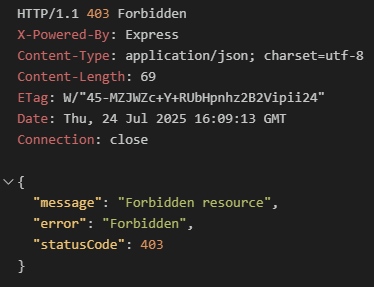 HTTP/1.1 403 Forbidden
X-Powered-By: Express
Content-Type: application/json; charset=utf-8
Content-Length: 69
ETag: W/"45-MZJWZc+Y+RUbHpnhz2B2Vipii24"
Date: Thu, 24 Jul 2025 16:09:13 GMT
Connection: close

{
  "message": "Forbidden resource",
  "error": "Forbidden",
  "statusCode": 403
}